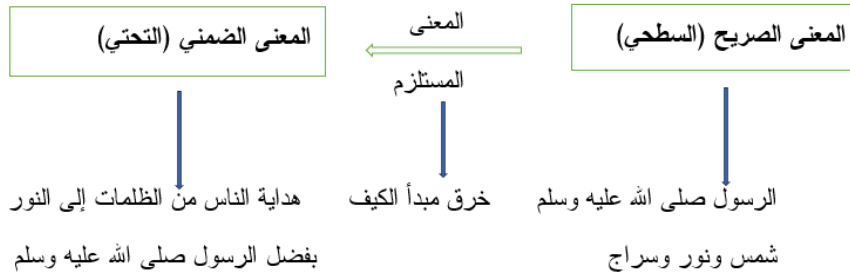 المعنى الصريح (السطحي)
المعنى
المستلزم
المعنى الضمني (التحتي)
الرسول صلى الله عليه وسلم
شمس ونور وسراج
خرق مبدأ الكيف
هداية الناس من الظلمات إلى النور
بفضل الرسول صلى الله عليه وسلم